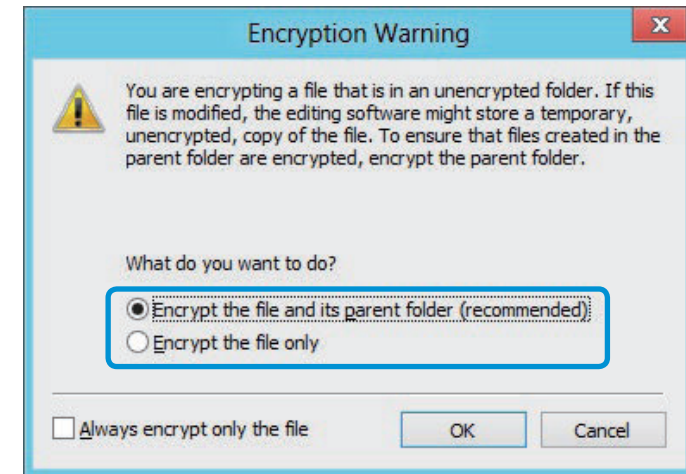 Encryption Warning
x
You are encrypting a file that is in an unencrypted folder. If this
file is modified, the editing software might store a temporary,
unencrypted, copy of the file. To ensure that files created in the
parent folder are encrypted, encrypt the parent folder.
What do you want to do?
Encrypt the file and its parent folder (recommended)
Encrypt the file only
Always encrypt only the file OK Cancel